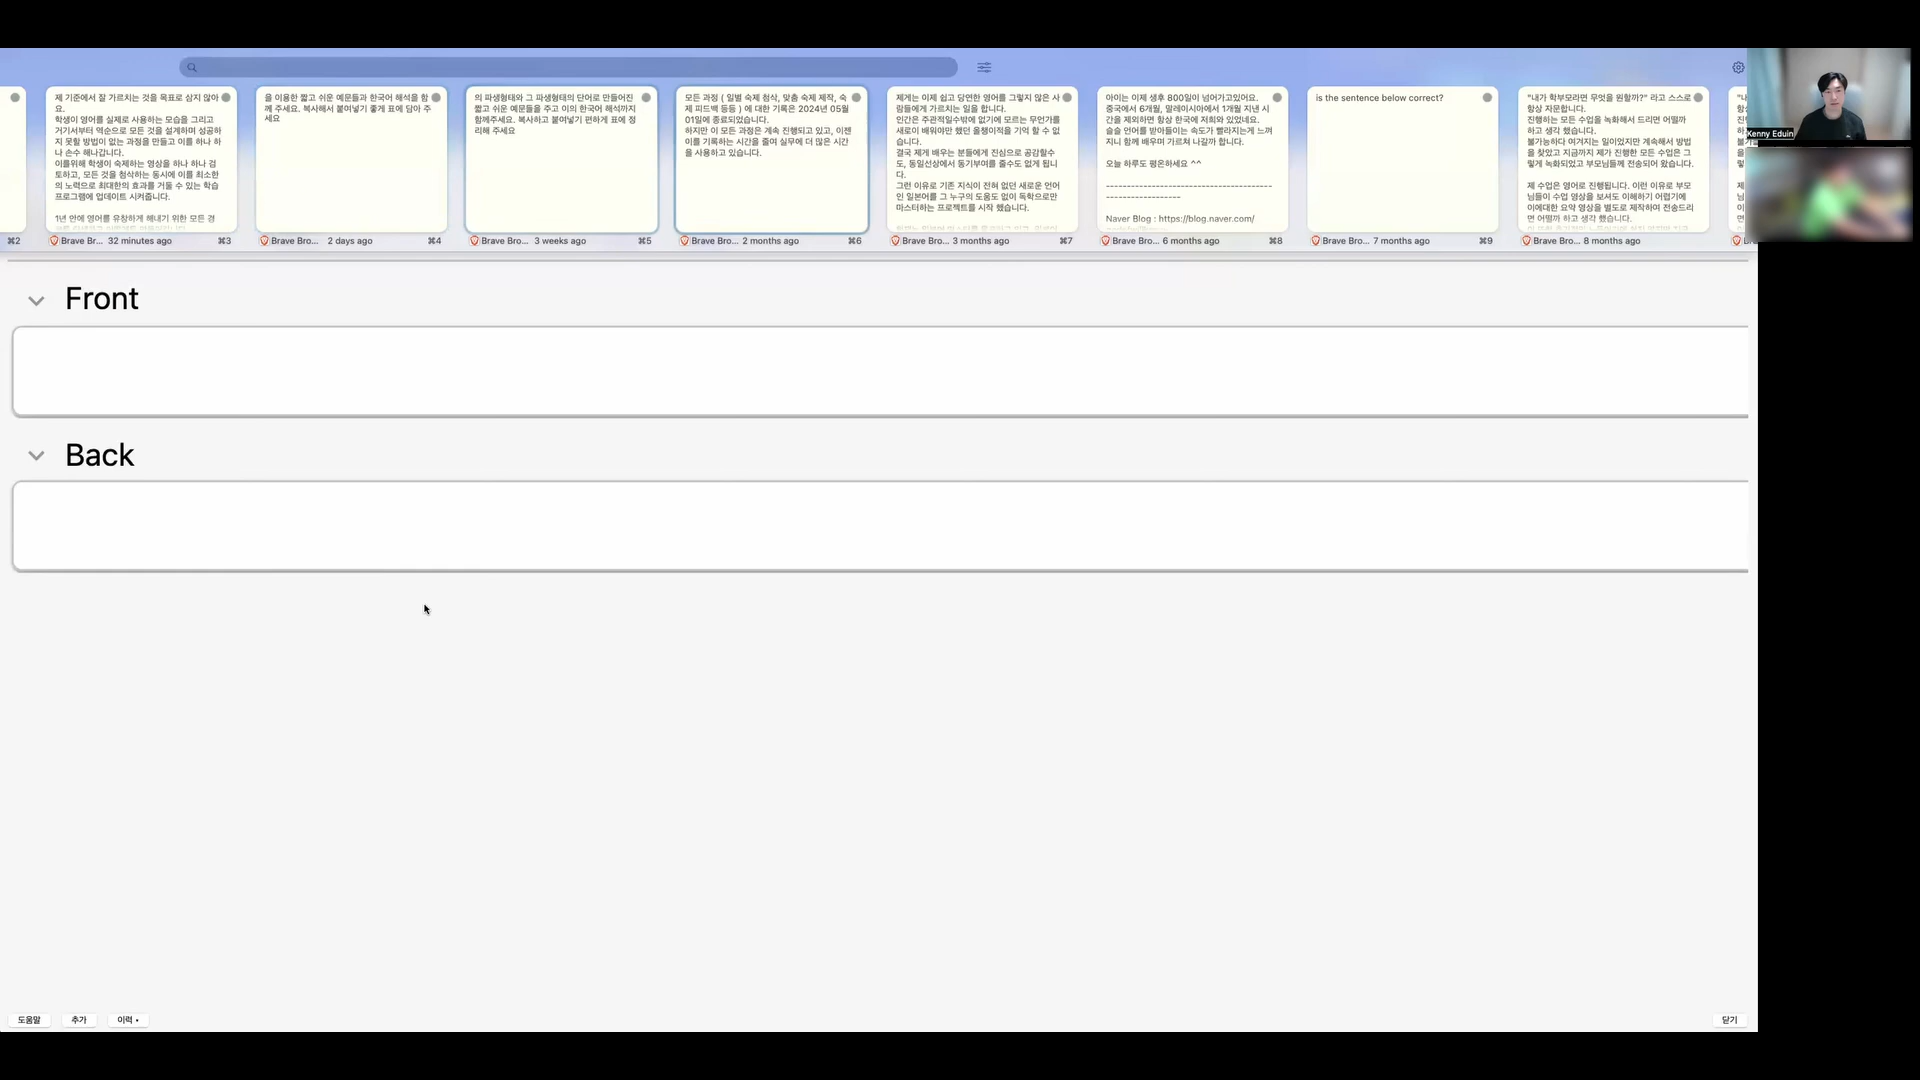 제 기준에서 잘 가르치는 것을 목표로 삼지 않아
요.
학생이 영어를 실제로 사용하는 모습을 그리고
거기서부터 역순으로 모든 것을 설계하며 성공하
지 못할 방법이 없는 과정을 만들고 이를 하나 하
나 손수 해나갑니다.
이를위해 학생이 숙제하는 영상을 하나 하나 검
토하고, 모든 것을 첨삭하는 동시에 이를 최소한
의 노력으로 최대한의 효과를 거둘 수 있는 학습
프로그램에 업데이트 시켜줍니다.
1년 안에 영어를 유창하게 해내기 위한 모든 경
을 이용한 짧고 쉬운 예문들과 한국어 해석을 함
께 주세요. 복사해서 붙여넣기 좋게 표에 담아 주
세요
의 파생형태와 그 파생형태의 단어로 만들어진
짧고 쉬운 예문들을 주고 이의 한국어 해석까지
함께주세요. 복사하고 붙여넣기 편하게 표에 정
리해 주세요
모든 과정 ( 일별 숙제 첨삭, 맞춤 숙제 제작, 숙
제 피드백 등등 ) 에 대한 기록은 2024년 05월
01일에 종료되었습니다.
하지만 이 모든 과정은 계속 진행되고 있고, 이젠
이를 기록하는 시간을 줄여 실무에 더 많은 시간
을 사용하고 있습니다.
제게는 이제 쉽고 당연한 영어를 그렇지 않은 사
람들에게 가르치는 일을 합니다.
인간은 주관적일수밖에 없기에 모르는 무언가를
새로이 배워야만 했던 올챙이적을 기억 할 수 없
습니다.
결국 제게 배우는 분들에게 진심으로 공감할수
도, 동일선상에서 동기부여를 줄수도 없게 됩니
다.
그런 이유로 기존 지식이 전혀 없던 새로운 언어
인 일본어를 그 누구의 도움도 없이 독학으로만
마스터하는 프로젝트를 시작 했습니다.
아이는 이제 생후 800일이 넘어가고있어요.
중국에서 6개월, 말레이시아에서 1개월 지낸 시
간을 제외하면 항상 한국에 저희와 있었네요.
슬슬 언어를 받아들이는 속도가 빨라지는게 느껴
지니 함께 배우며 가르쳐 나갈까 합니다.
오늘 하루도 평온하세요 ^^
----------------------------------------
------------------
Naver Blog : https://blog.naver.com/
is the sentence below correct?
"내가 학부모라면 무엇을 원할까?" 라고 스스로
항상 자문합니다.
진행하는 모든 수업을 녹화해서 드리면 어떨까
하고 생각 했습니다.
불가능하다 여겨지는 일이었지만 계속해서 방법
을 찾았고 지금까지 제가 진행한 모든 수업은 그
렇게 녹화되었고 부모님들께 전송되어 왔습니다.
제 수업은 영어로 진행됩니다. 이런 이유로 부모
님들이 수업 영상을 보셔도 이해하기 어렵기에
이에대한 요약 영상을 별도로 제작하여 전송드리
면 어떨까 하고 생각 했습니다.
⌘2
Brave Br... 32 minutes ago ⌘3
Brave Bro... 2 days ago ⌘4
Brave Bro... 3 weeks ago ⌘5
Brave Bro... 2 months ago ⌘6
Brave Bro... 3 months ago ⌘7
Brave Bro... 6 months ago ⌘8
Brave Bro... 7 months ago ⌘9
Brave Bro... 8 months ago
Kenny Eduin
Front
Back
도움말
추가
이력
닫기